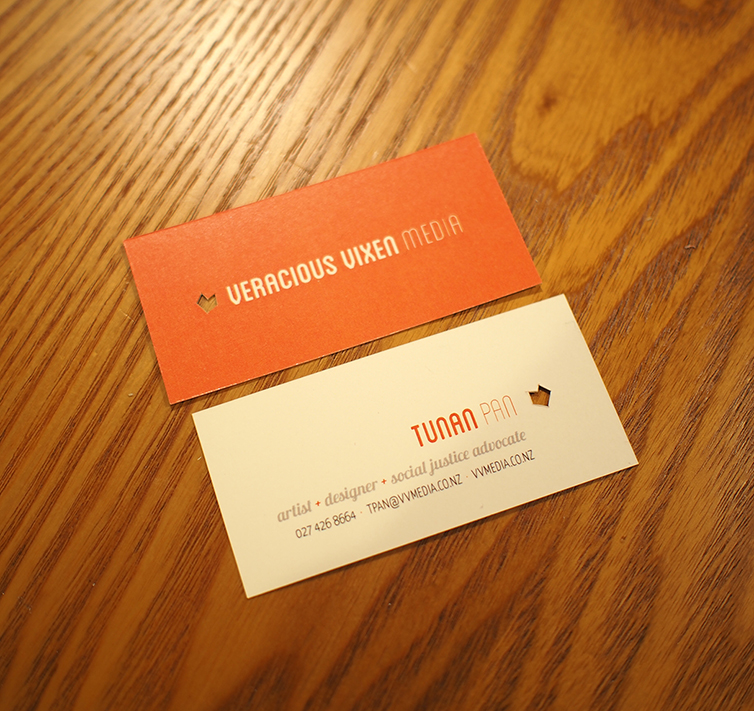 VERACIOUS VIXEN MEDIA
TUNAN PAN
artist + designer + social justice advocate
027 426 8664 · TPAN@VVMEDIA.CO.NZ · VVMEDIA.CO.NZ